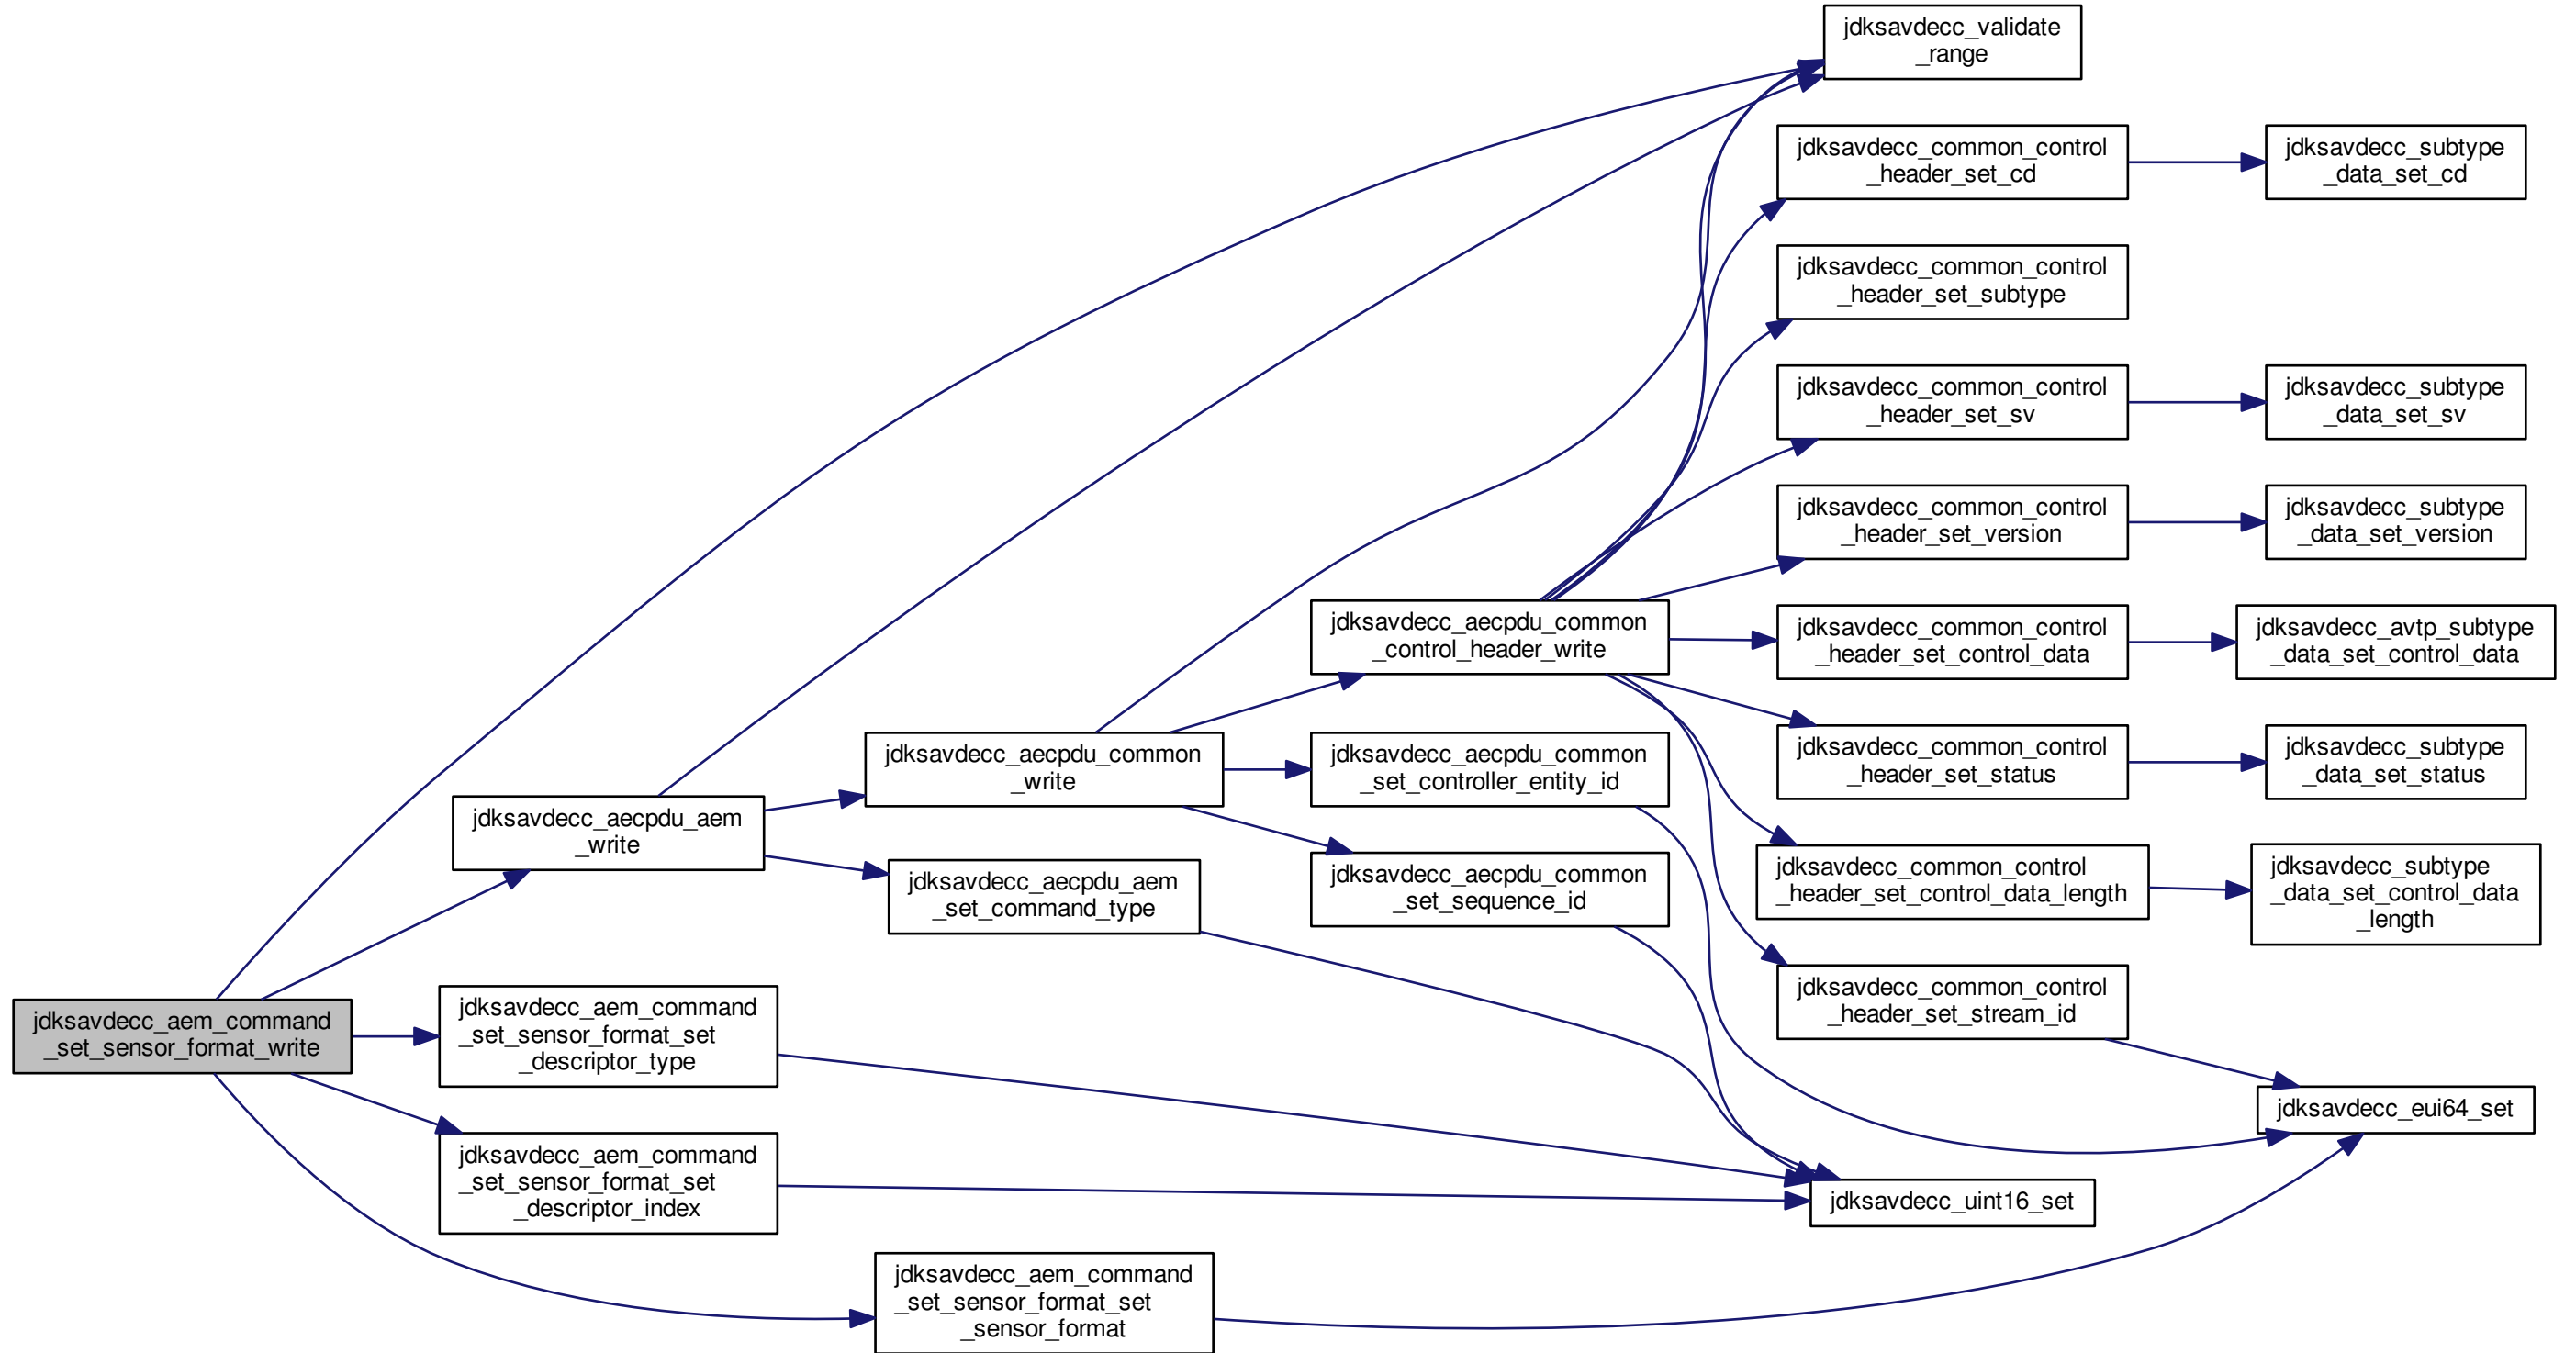 jdksavdecc_aem_command
_set_sensor_format_write
jdksavdecc_aecpdu_aem
_write
jdksavdecc_aem_command
_set_sensor_format_set
_descriptor_type
jdksavdecc_aem_command
_set_sensor_format_set
_descriptor_index
jdksavdecc_aecpdu_common
_write
jdksavdecc_aecpdu_aem
_set_command_type
jdksavdecc_aem_command
_set_sensor_format_set
_sensor_format
jdksavdecc_aecpdu_common
_control_header_write
jdksavdecc_aecpdu_common
_set_controller_entity_id
jdksavdecc_aecpdu_common
_set_sequence_id
jdksavdecc_validate
_range
jdksavdecc_common_control
_header_set_cd
jdksavdecc_common_control
_header_set_subtype
jdksavdecc_common_control
_header_set_sv
jdksavdecc_common_control
_header_set_version
jdksavdecc_common_control
_header_set_control_data
jdksavdecc_common_control
_header_set_status
jdksavdecc_common_control
_header_set_control_data_length
jdksavdecc_common_control
_header_set_stream_id
jdksavdecc_uint16_set
jdksavdecc_subtype
_data_set_cd
jdksavdecc_subtype
_data_set_sv
jdksavdecc_subtype
_data_set_version
jdksavdecc_avtp_subtype
_data_set_control_data
jdksavdecc_subtype
_data_set_status
jdksavdecc_subtype
_data_set_control_data
_length
jdksavdecc_eui64_set